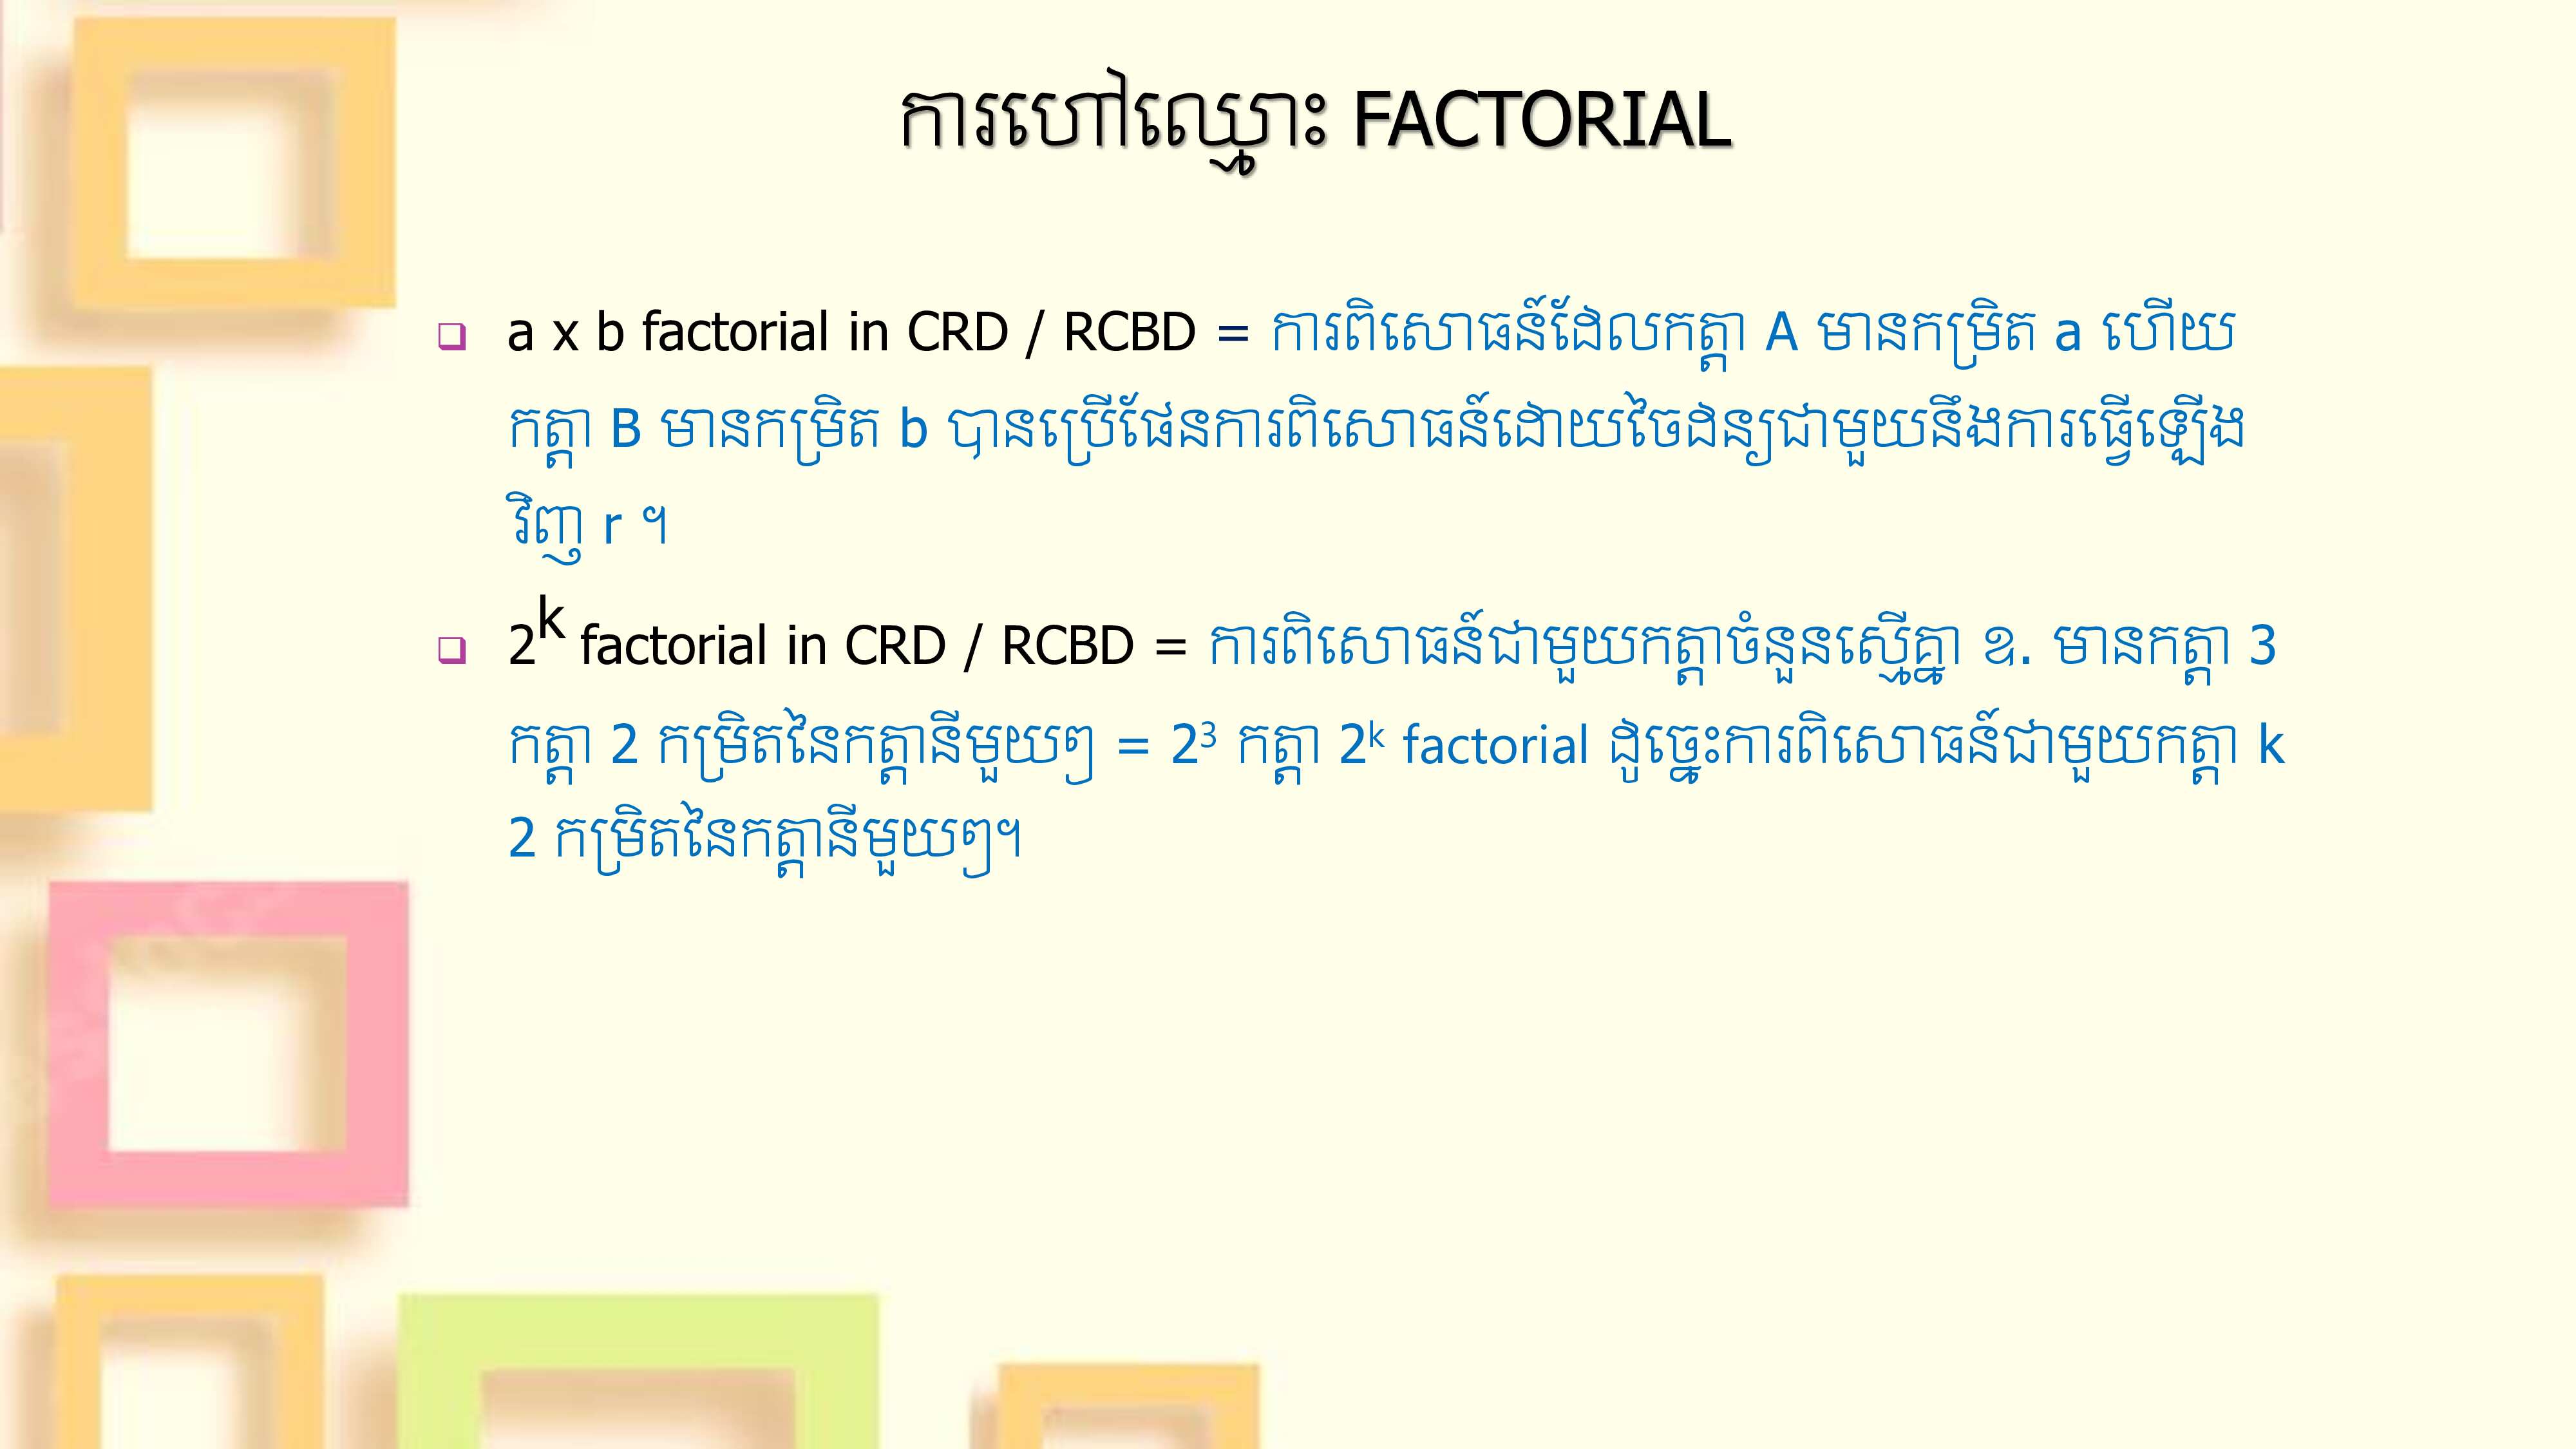 ការហៅឈ្មោះ FACTORIAL
❑ a x b factorial in CRD / RCBD = ការពិសោធន៍ដែលកត្តា A មានកម្រិត a ហើយ
កត្តា B មានកម្រិត b បានប្រើផែនការពិសោធន៍ដោយចៃដន្យជាមួយនឹងការធ្វើឡើង
វិញ r ។
❑ 2ᵏ factorial in CRD / RCBD = ការពិសោធន៍ជាមួយកត្តាចំនួនស្មើគ្នា ឧ. មានកត្តា 3
កត្តា 2 កម្រិតនៃកត្តានីមួយៗ = 2³ កត្តា 2ᵏ factorial ដូច្នេះការពិសោធន៍ជាមួយកត្តា k
2 កម្រិតនៃកត្តានីមួយៗ។